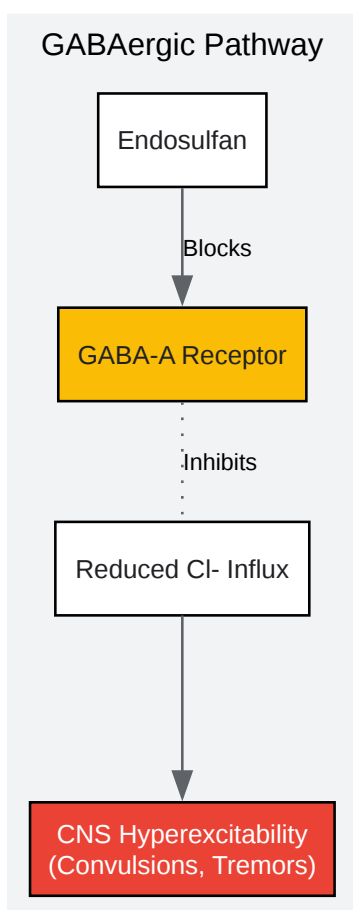 GABAergic Pathway
Endosulfan
Blocks
GABA-A Receptor
Inhibits
Reduced Cl- Influx
CNS Hyperexcitability
(Convulsions, Tremors)